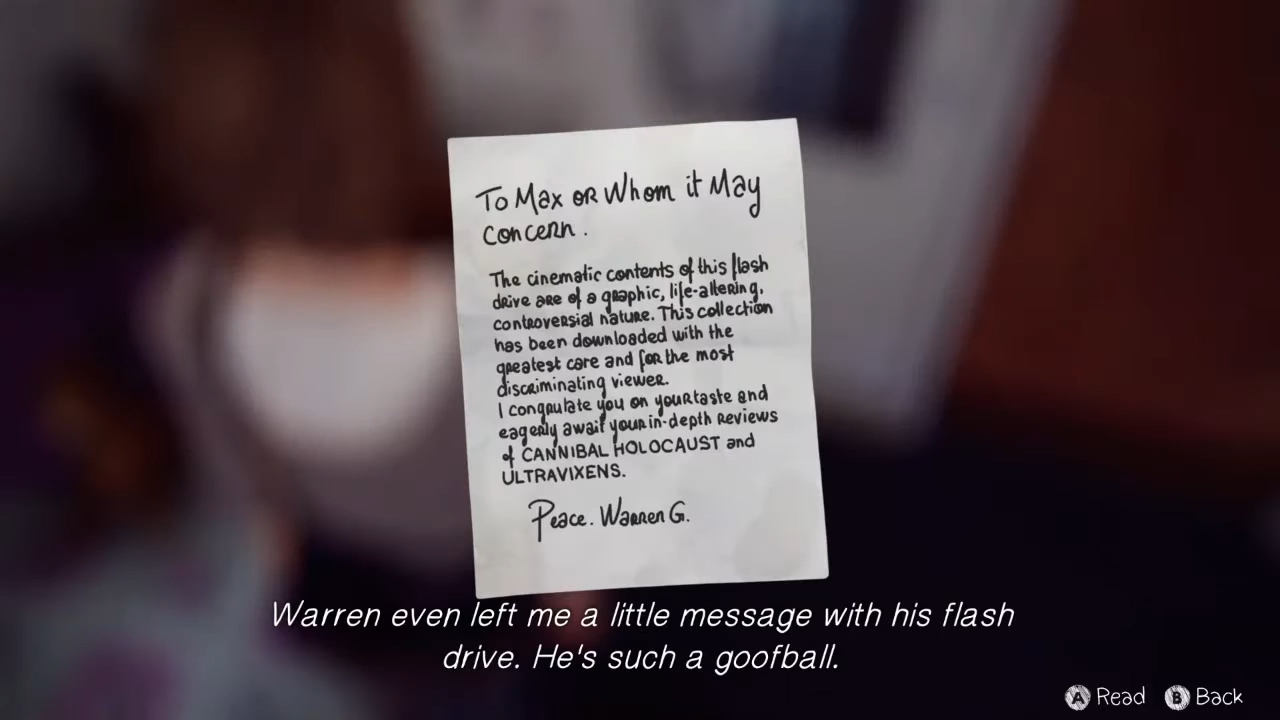 To Max or Whom it May
concern.
The cinematic contents of this flash
drive are of a graphic, life-altering,
controversial nature. This collection
has been downloaded with the
greatest care and for the most
discriminating viewer.
I congrulate you on your taste and
eagerly await your in-depth reviews
of CANNIBAL HOLOCAUST and
ULTRAVIXENS.
Peace. Warren G.
Warren even left me a little message with his flash
drive. He's such a goofball.
A Read B Back